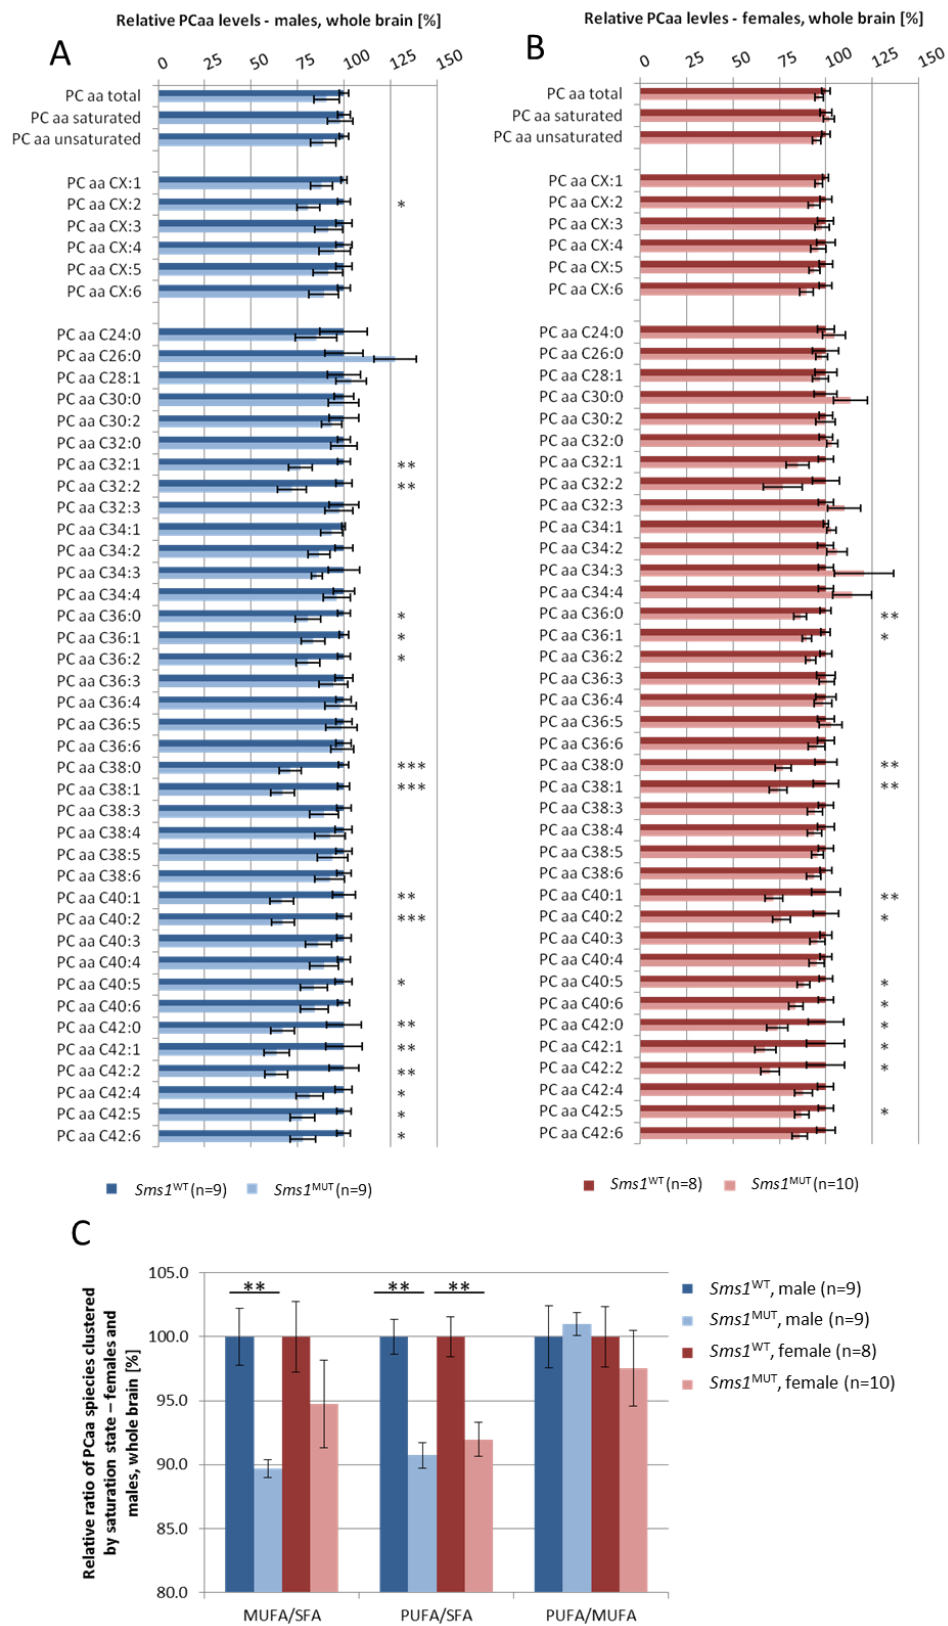 Relative PCaa levels - males, whole brain [%]
A
0 25 50 75 100 125 150
PC aa total
PC aa saturated
PC aa unsaturated
PC aa CX:1
PC aa CX:2 *
PC aa CX:3
PC aa CX:4
PC aa CX:5
PC aa CX:6
PC aa C24:0
PC aa C26:0
PC aa C28:1
PC aa C30:0
PC aa C30:2
PC aa C32:0
PC aa C32:1 **
PC aa C32:2 **
PC aa C32:3
PC aa C34:1
PC aa C34:2
PC aa C34:3
PC aa C34:4
PC aa C36:0 *
PC aa C36:1 *
PC aa C36:2 *
PC aa C36:3
PC aa C36:4
PC aa C36:5
PC aa C36:6
PC aa C38:0 ***
PC aa C38:1 ***
PC aa C38:3
PC aa C38:4
PC aa C38:5
PC aa C38:6
PC aa C40:1 **
PC aa C40:2 ***
PC aa C40:3
PC aa C40:4
PC aa C40:5 *
PC aa C40:6
PC aa C42:0 **
PC aa C42:1 **
PC aa C42:2 **
PC aa C42:4 *
PC aa C42:5 *
PC aa C42:6 *
Sms1WT (n=9) Sms1MUT (n=9)
Relative PCaa levles - females, whole brain [%]
B
0 25 50 75 100 125 150
PC aa total
PC aa saturated
PC aa unsaturated
PC aa CX:1
PC aa CX:2
PC aa CX:3
PC aa CX:4
PC aa CX:5
PC aa CX:6
PC aa C24:0
PC aa C26:0
PC aa C28:1
PC aa C30:0
PC aa C30:2
PC aa C32:0
PC aa C32:1
PC aa C32:2
PC aa C32:3
PC aa C34:1
PC aa C34:2
PC aa C34:3
PC aa C34:4
PC aa C36:0 **
PC aa C36:1 *
PC aa C36:2
PC aa C36:3
PC aa C36:4
PC aa C36:5
PC aa C36:6
PC aa C38:0 **
PC aa C38:1 **
PC aa C38:3
PC aa C38:4
PC aa C38:5
PC aa C38:6
PC aa C40:1 **
PC aa C40:2 *
PC aa C40:3
PC aa C40:4
PC aa C40:5 *
PC aa C40:6 *
PC aa C42:0 *
PC aa C42:1 *
PC aa C42:2 *
PC aa C42:4
PC aa C42:5 *
PC aa C42:6
Sms1WT (n=8) Sms1MUT (n=10)
C
Relative ratio of PCaa spiecies clustered
by saturation state – females and
males, whole brain [%]
105.0
100.0
95.0
90.0
85.0
80.0
** ** **
MUFA/SFA PUFA/SFA PUFA/MUFA
Sms1WT, male (n=9)
Sms1MUT, male (n=9)
Sms1WT, female (n=8)
Sms1MUT, female (n=10)